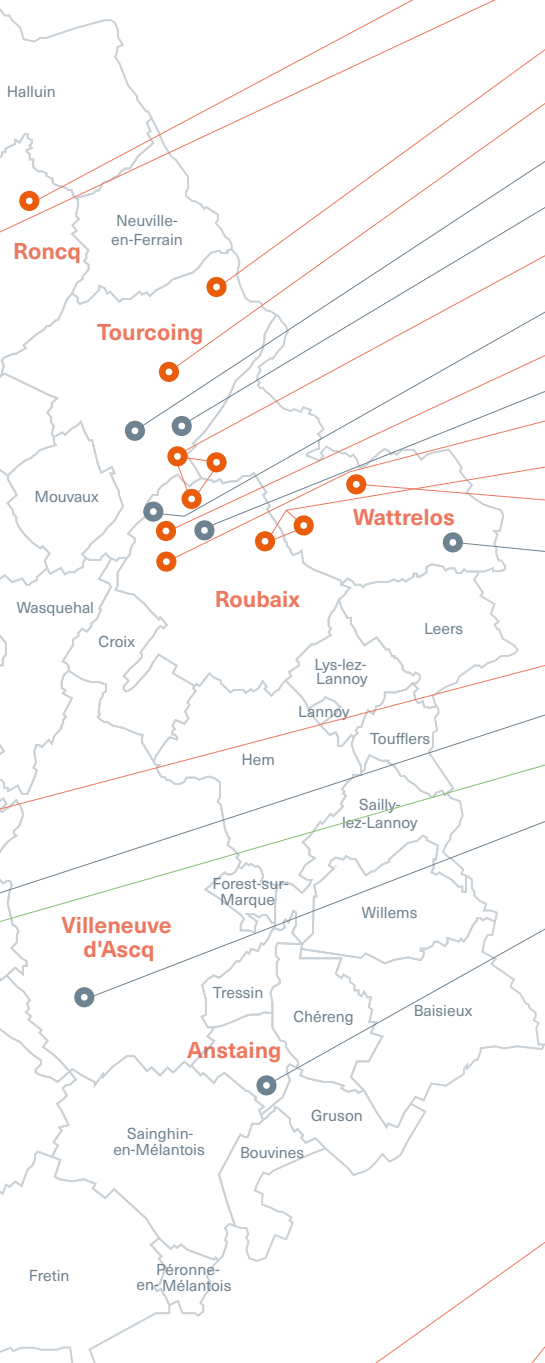 Halluin
Neuville-
en-Ferrain
Roncq
Tourcoing
Mouvaux
Wattrelos
Roubaix
Wasquehal
Croix
Leers
Lys-lez-
Lannoy
Lannoy
Toufflers
Hem
Sailly-
lez-Lannoy
Forest-sur-
Marque
Willems
Villeneuve
d'Ascq
Tressin
Chéreng
Baisieux
Anstaing
Gruson
Sainghin-
en-Mélantois
Bouvines
Fretin
Péronne-
en- Mélantois